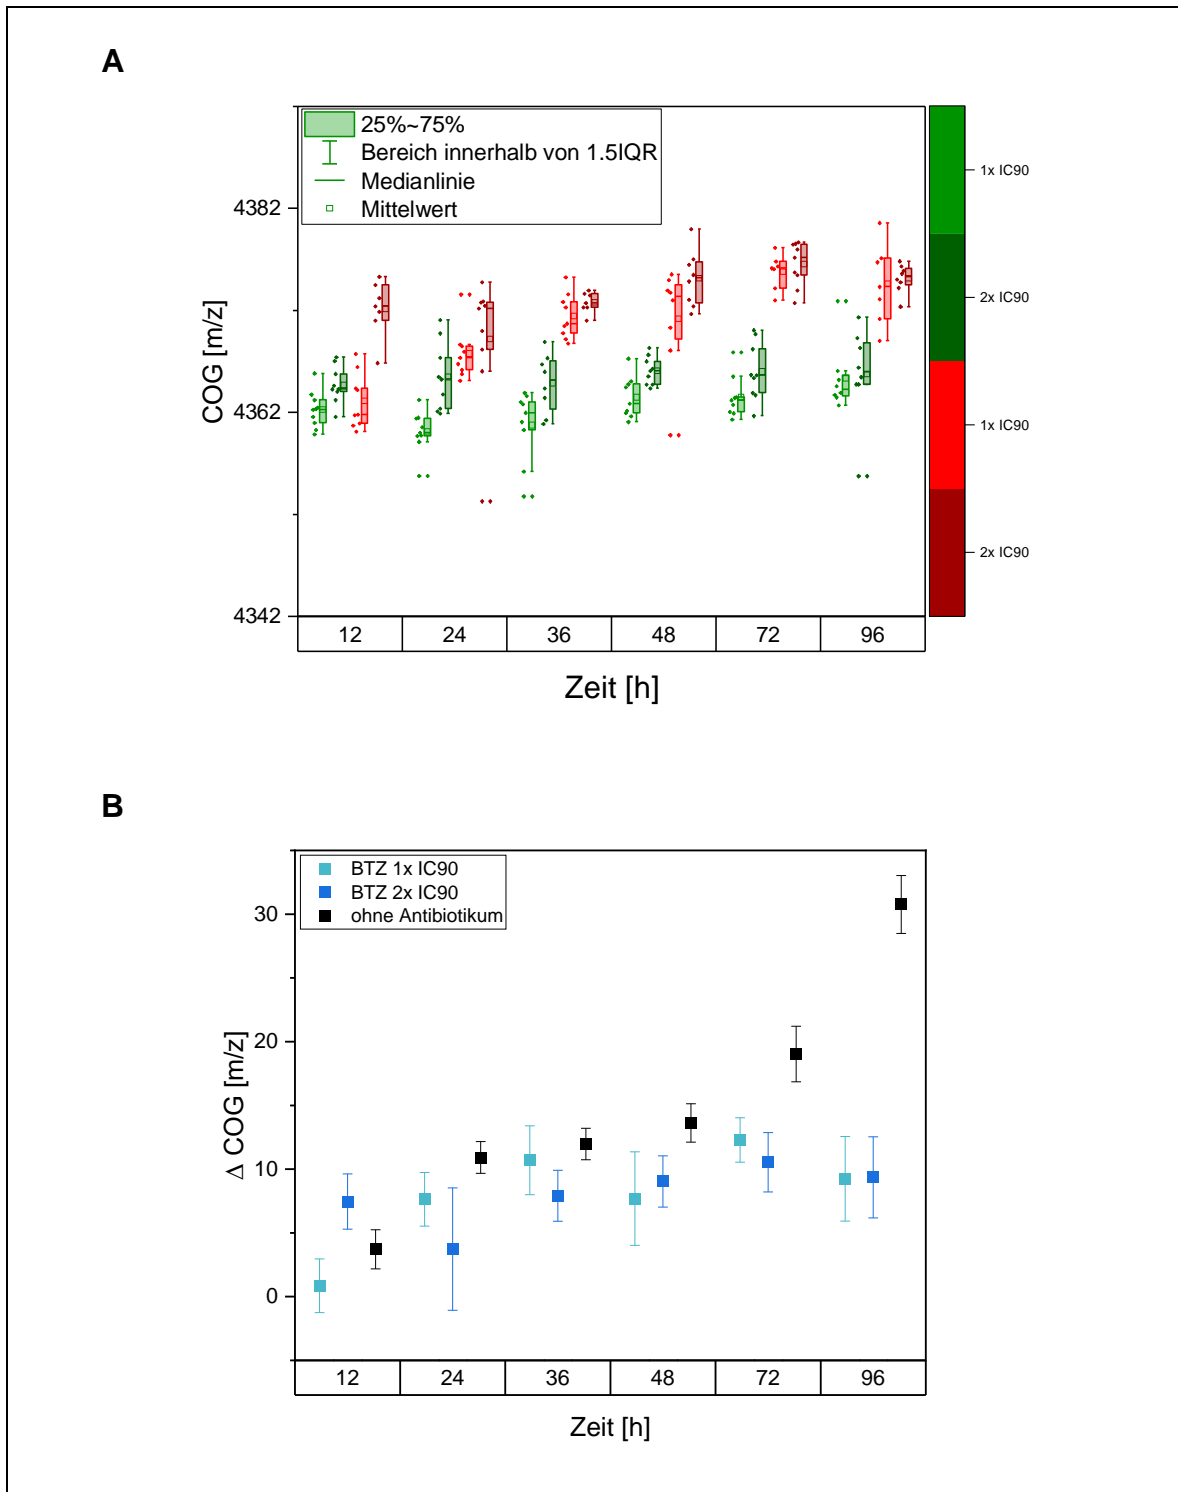 A
25%~75%
Bereich innerhalb von 1.5IQR
Medianlinie
Mittelwert
4382
4362
4342
COG [m/z]
12 24 36 48 72 96
Zeit [h]
1x IC90
2x IC90
1x IC90
2x IC90
B
BTZ 1x IC90
BTZ 2x IC90
ohne Antibiotikum
30
20
10
0
Δ COG [m/z]
12 24 36 48 72 96
Zeit [h]